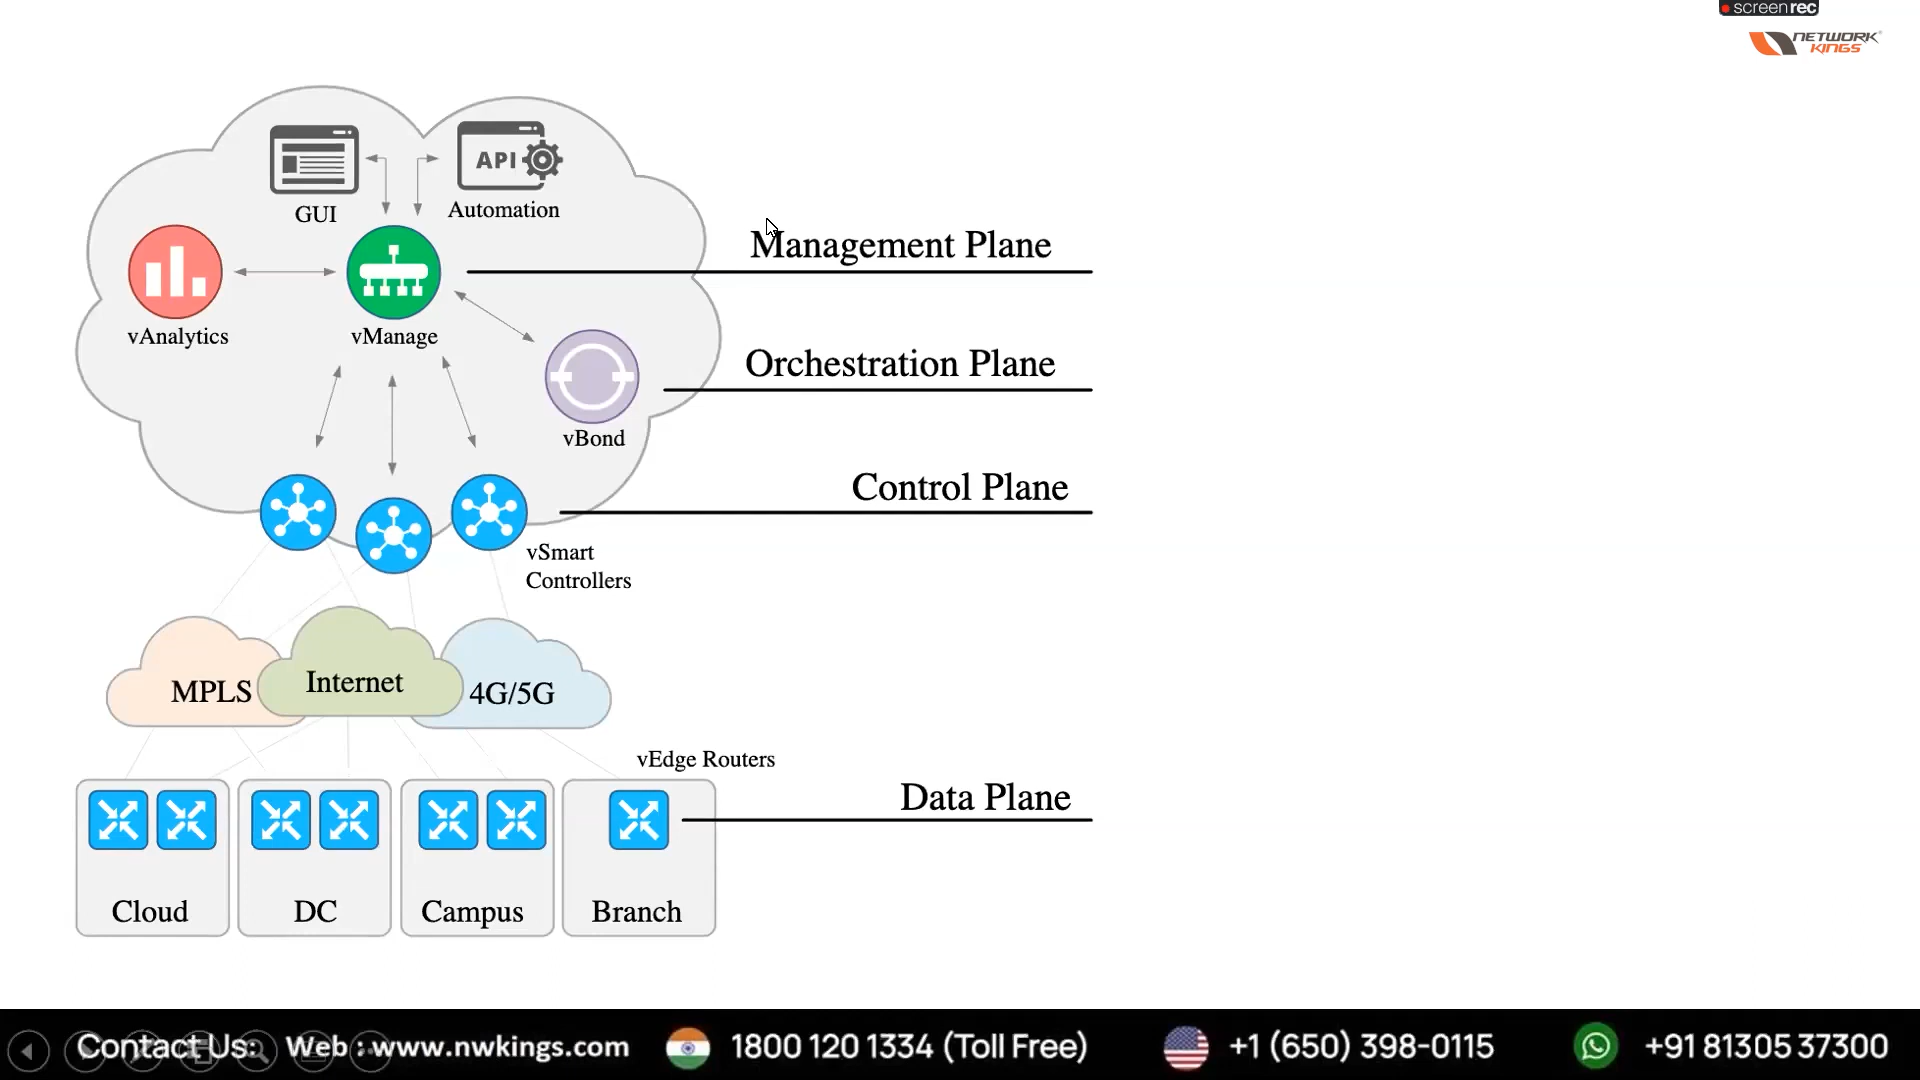 screenrec
NETWORK
KINGS
GUI
API
Automation
Management Plane
vAnalytics
vManage
Orchestration Plane
vBond
Control Plane
vSmart
Controllers
MPLS
Internet
4G/5G
vEdge Routers
Data Plane
Cloud
DC
Campus
Branch
Contact Us: Web : www.nwkings.com 1800 120 1334 (Toll Free) +1 (650) 398-0115 +91 81305 37300